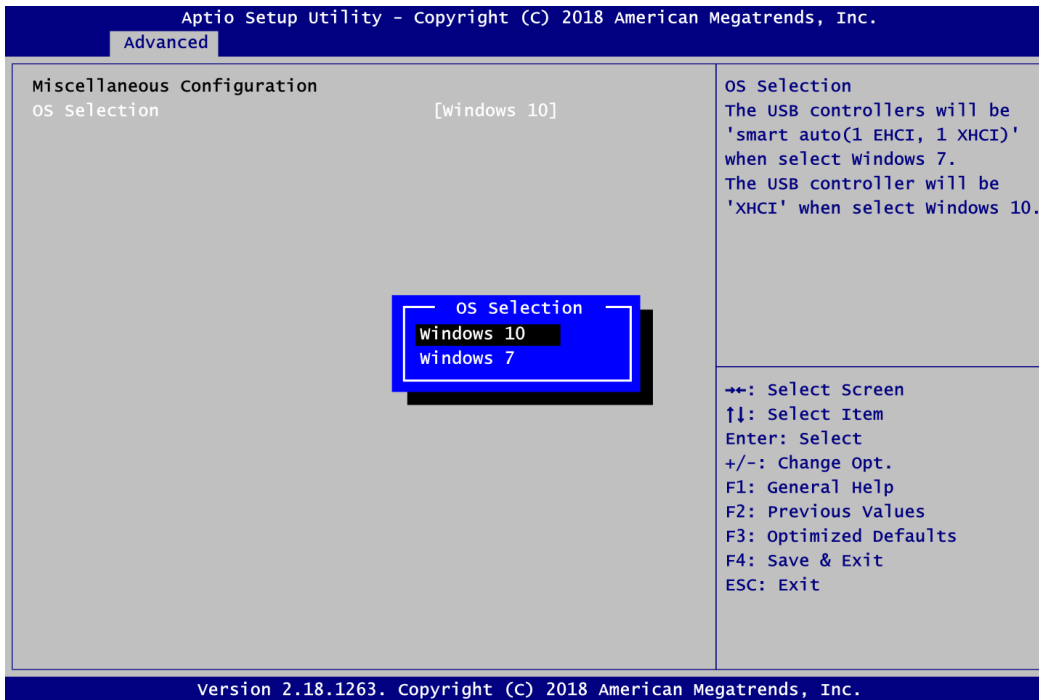 Aptio Setup Utility - Copyright (C) 2018 American Megatrends, Inc.
Advanced
Miscellaneous Configuration
OS Selection [Windows 10]
OS Selection
Windows 10
Windows 7
OS Selection
The USB controllers will be
'smart auto(1 EHCI, 1 XHCI)'
when select Windows 7.
The USB controller will be
'XHCI' when select Windows 10.
→←: Select Screen
↑↓: Select Item
Enter: Select
+/-: Change Opt.
F1: General Help
F2: Previous Values
F3: Optimized Defaults
F4: Save & Exit
ESC: Exit
Version 2.18.1263. Copyright (C) 2018 American Megatrends, Inc.